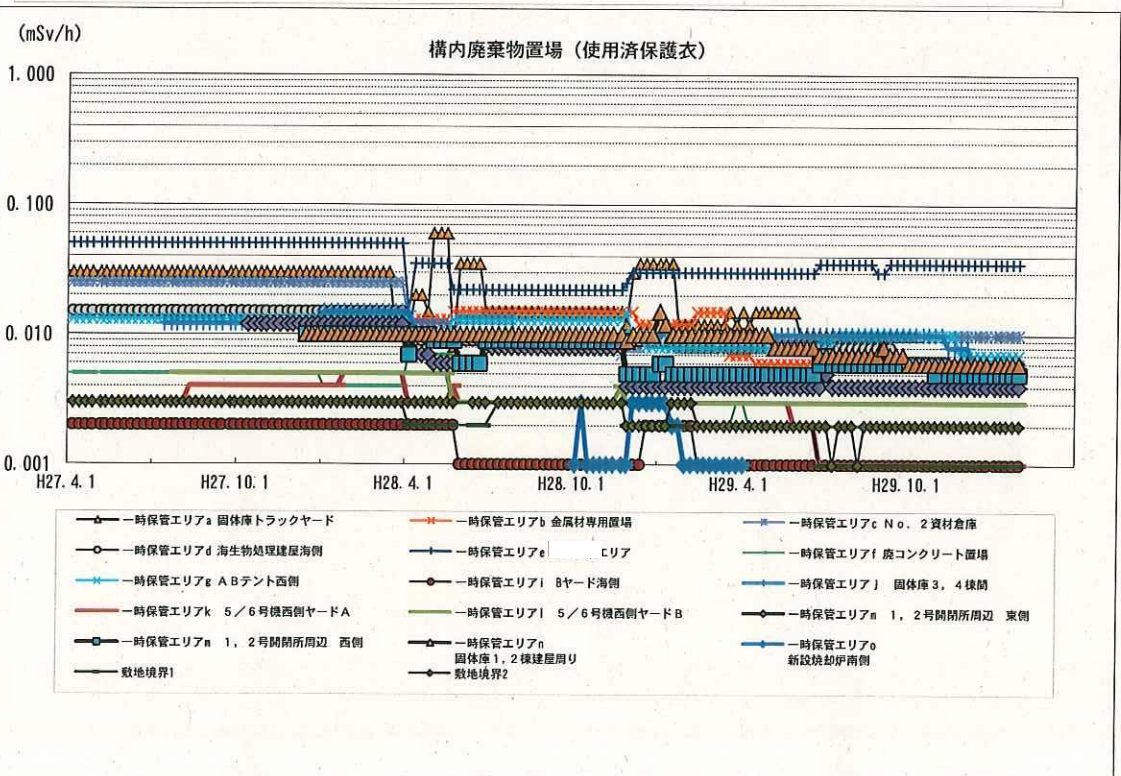 (mSv/h)
構内廃棄物置場（使用済保護衣）
1.000
0.100
0.010
0.001
H27.4.1
H27.10.1
H28.4.1
H28.10.1
H29.4.1
H29.10.1
一時保管エリアa 固体庫トラックヤード
一時保管エリアb 金属材専用置場
一時保管エリアc No. 2資材倉庫
一時保管エリアd 海生物処理建屋海側
一時保管エリアe エリア
一時保管エリアf 廃コンクリート置場
一時保管エリアg ABテント西側
一時保管エリアi Bヤード海側
一時保管エリアj 固体庫3,4棟間
一時保管エリアk 5/6号機西側ヤードA
一時保管エリアl 5/6号機西側ヤードB
一時保管エリアm 1,2号開閉所周辺 東側
一時保管エリアm 1,2号開閉所周辺 西側
一時保管エリアn
固体庫1,2棟建屋周り
一時保管エリアo
新設焼却炉南側
敷地境界1
敷地境界2